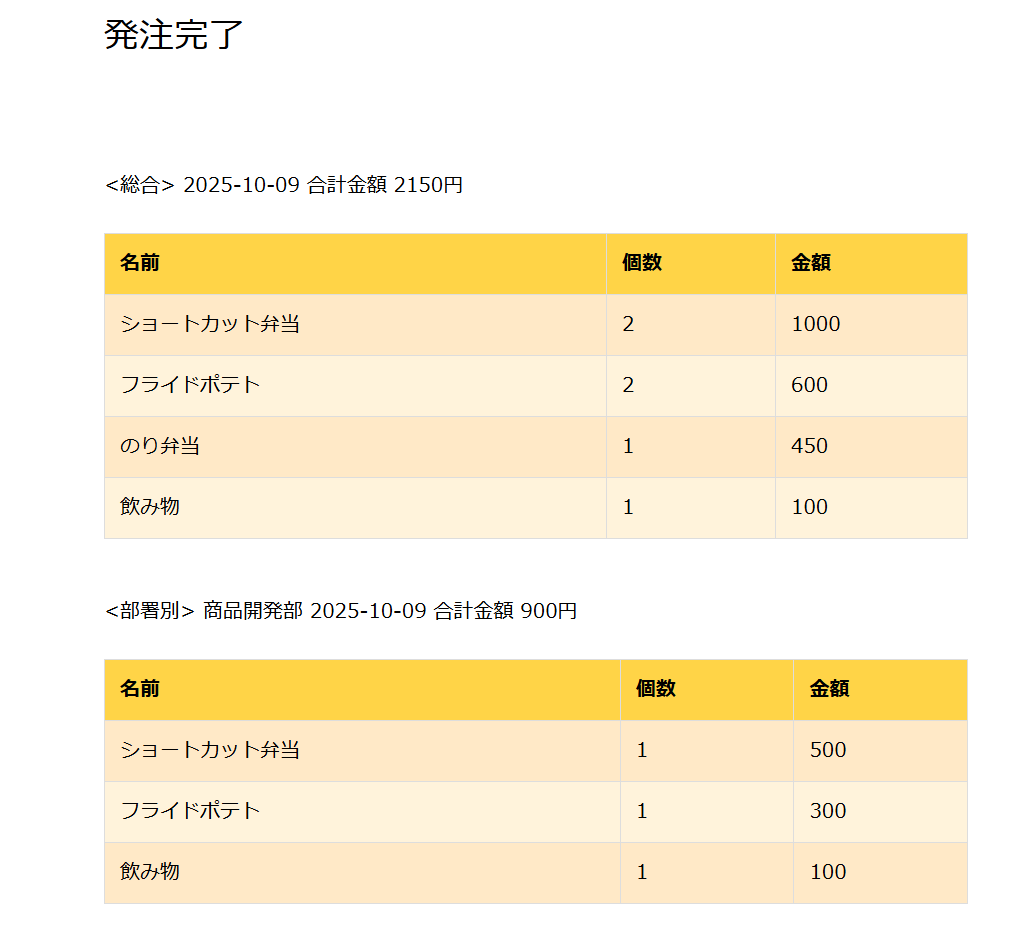 発注完了
<総合> 2025-10-09 合計金額 2150円
名前 個数 金額
ショートカット弁当 2 1000
フライドポテト 2 600
のり弁当 1 450
飲み物 1 100
<部署別> 商品開発部 2025-10-09 合計金額 900円
名前 個数 金額
ショートカット弁当 1 500
フライドポテト 1 300
飲み物 1 100